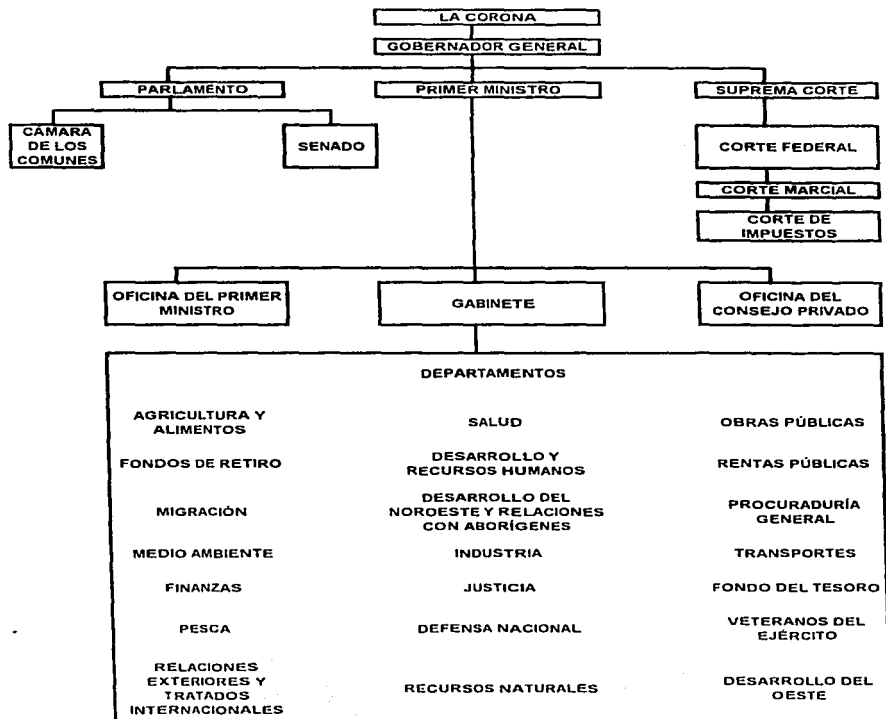 LA CORONA
GOBERNADOR GENERAL
PARLAMENTO
PRIMER MINISTRO
SUPREMA CORTE
CÁMARA
DE LOS
COMUNES
SENADO
CORTE FEDERAL
CORTE MARCIAL
CORTE DE
IMPUESTOS
OFICINA DEL PRIMER
MINISTRO
GABINETE
OFICINA DEL
CONSEJO PRIVADO
DEPARTAMENTOS
AGRICULTURA Y
ALIMENTOS
SALUD
OBRAS PÚBLICAS
FONDOS DE RETIRO
DESARROLLO Y
RECURSOS HUMANOS
RENTAS PÚBLICAS
MIGRACIÓN
DESARROLLO DEL
NOROESTE Y RELACIONES
CON ABORÍGENES
PROCURADURÍA
GENERAL
MEDIO AMBIENTE
INDUSTRIA
TRANSPORTES
FINANZAS
JUSTICIA
FONDO DEL TESORO
PESCA
DEFENSA NACIONAL
VETERANOS DEL
EJÉRCITO
RELACIONES
EXTERIORES Y
TRATADOS
INTERNACIONALES
RECURSOS NATURALES
DESARROLLO DEL
OESTE